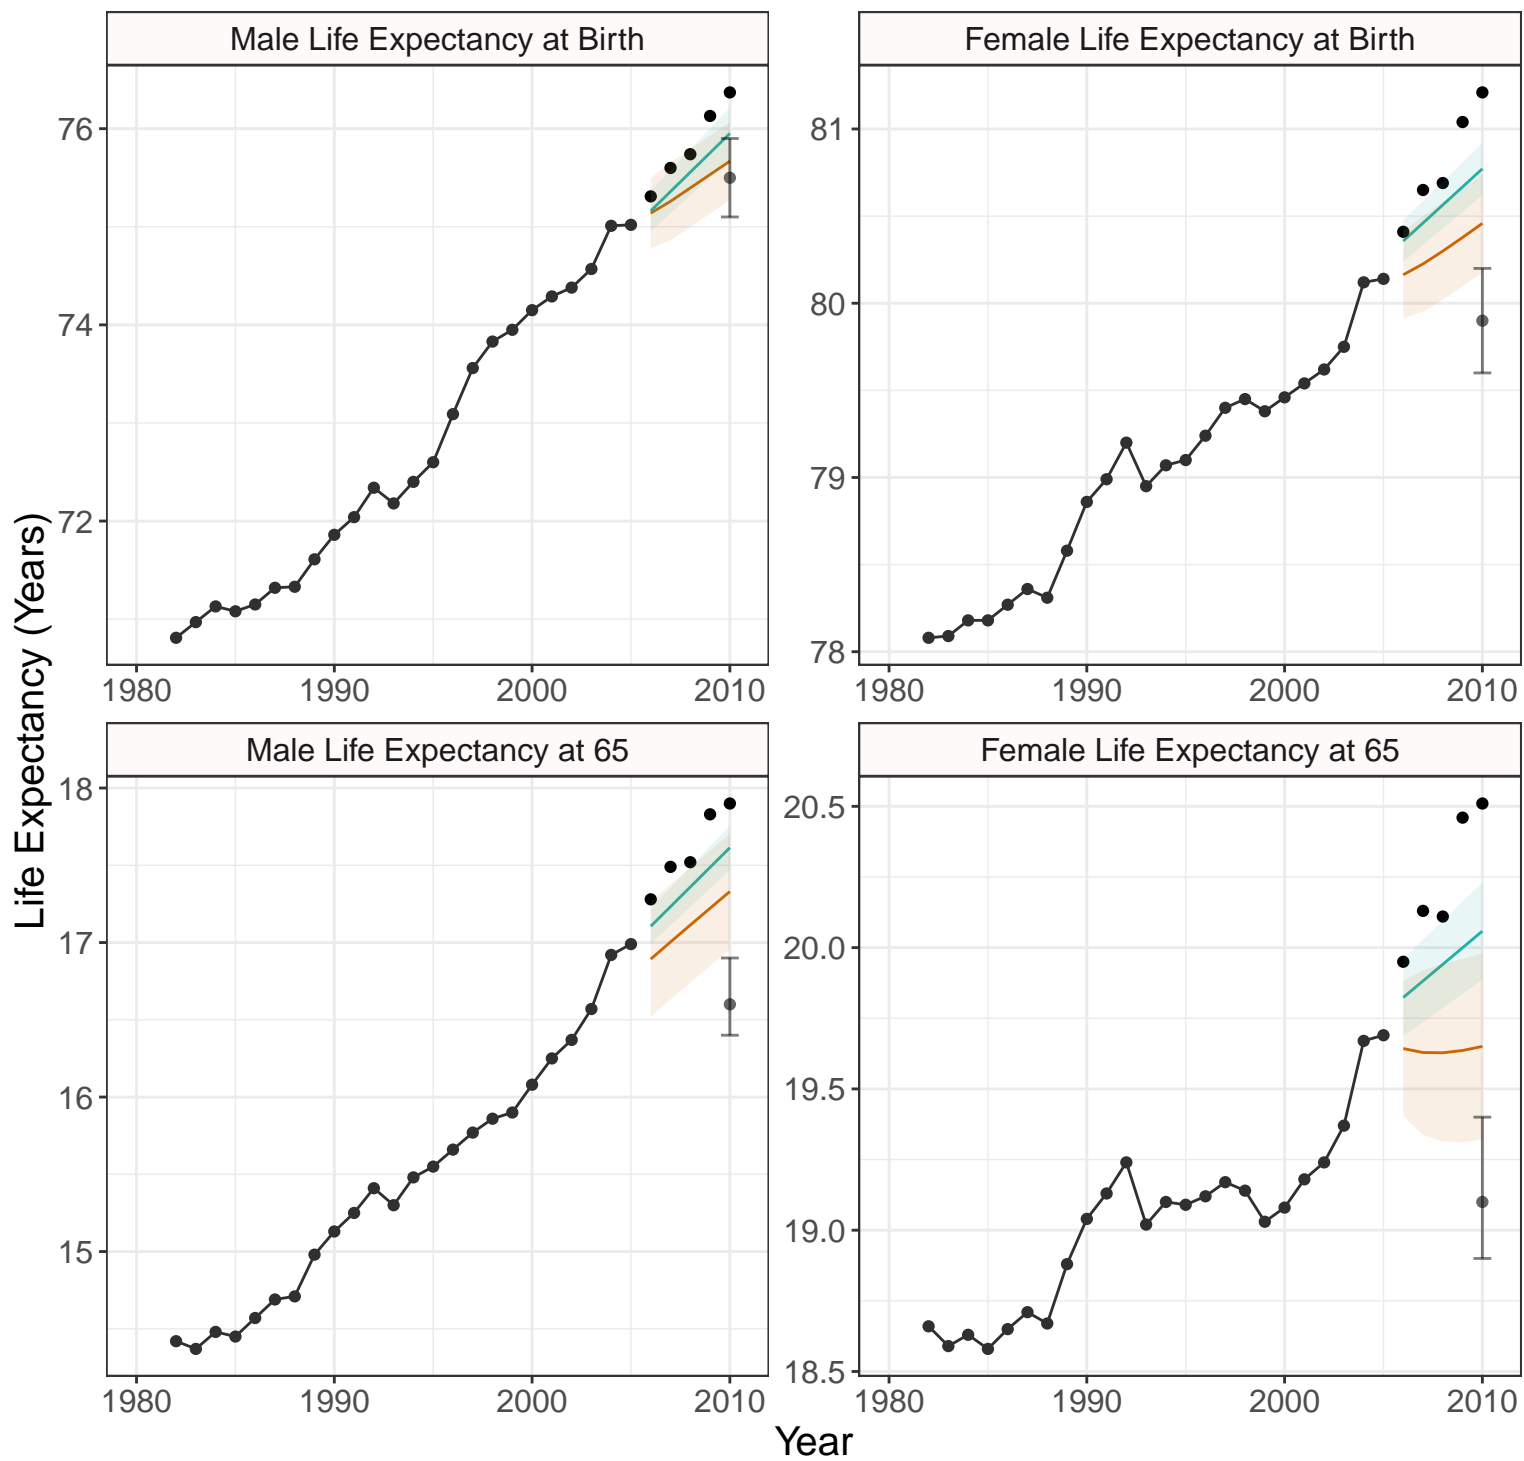 Male Life Expectancy at Birth
Female Life Expectancy at Birth
76
74
72
81
80
79
78
1980 1990 2000 2010
1980 1990 2000 2010
Life Expectancy (Years)
Male Life Expectancy at 65
Female Life Expectancy at 65
18
17
16
15
20.5
20.0
19.5
19.0
18.5
1980 1990 2000 2010
1980 1990 2000 2010
Year